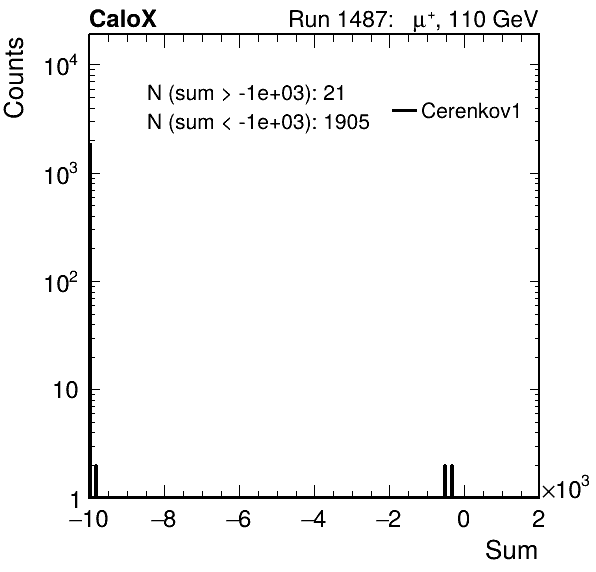 CaloX Run 1487: μ⁺, 110 GeV
Counts
N (sum > -1e+03): 21
N (sum < -1e+03): 1905
Cerenkov1
10⁴
10³
10²
10
1
−10 −8 −6 −4 −2 0 2
×10³
Sum